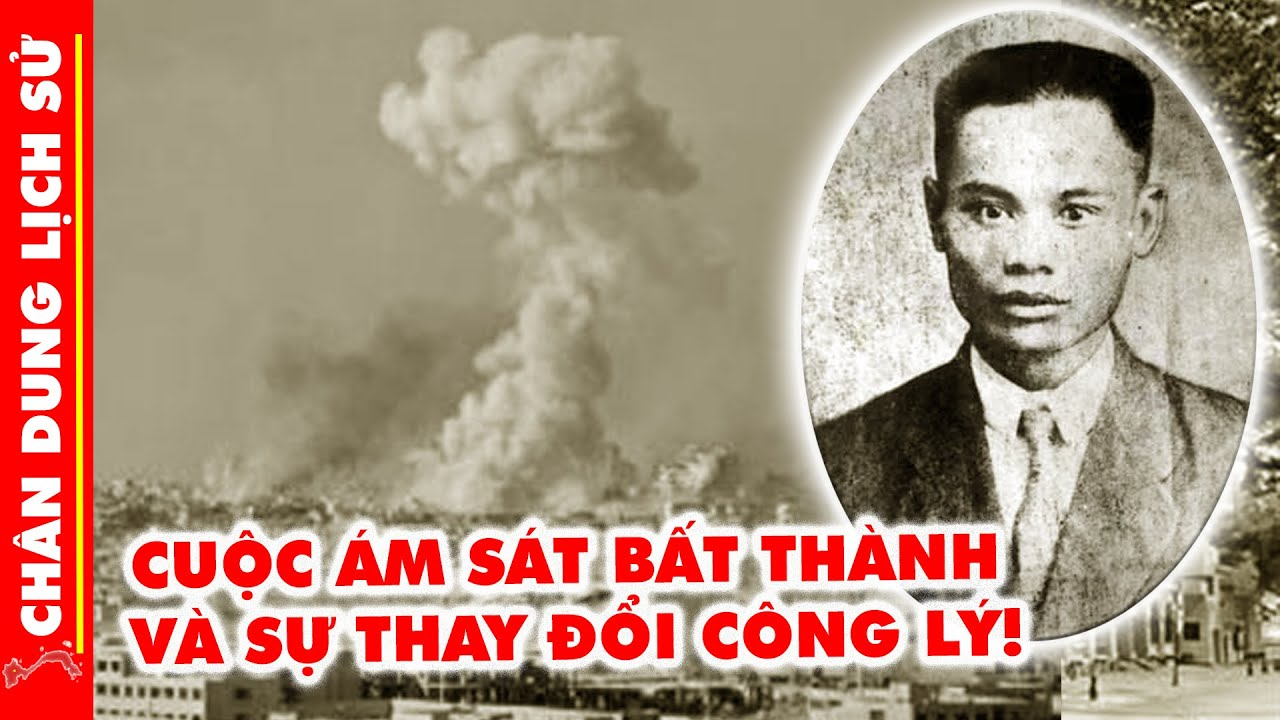 CHÂN DUNG LỊCH SỬ
CUỘC ÁM SÁT BẤT THÀNH
VÀ SỰ THAY ĐỔI CÔNG LÝ!